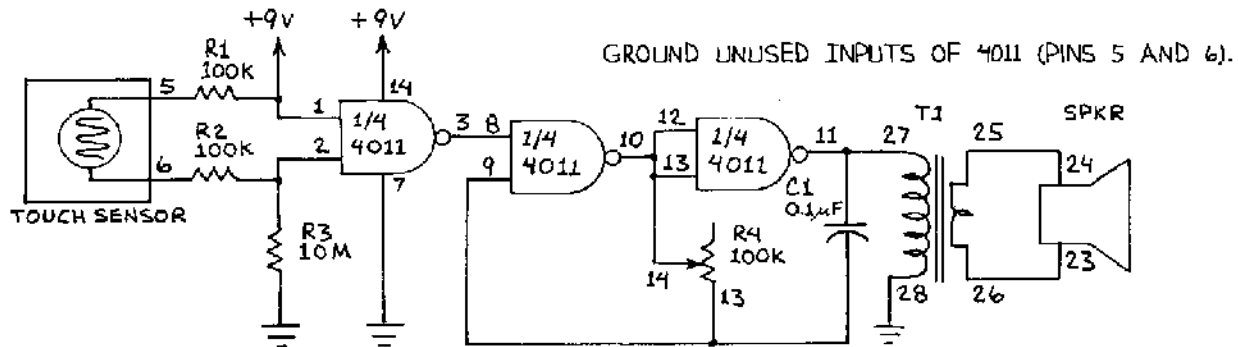 +9V
+9V
GROUND UNUSED INPUTS OF 4011 (PINS 5 AND 6).
R1
100K
5
14
1
1/4
4011
3
8
1/4
4011
10
12
1/4
4011
11
27
T1
25
SPKR
24
R2
100K
2
6
7
9
13
C1
0.1µF
TOUCH SENSOR
R3
10M
R4
100K
14
13
28
26
23